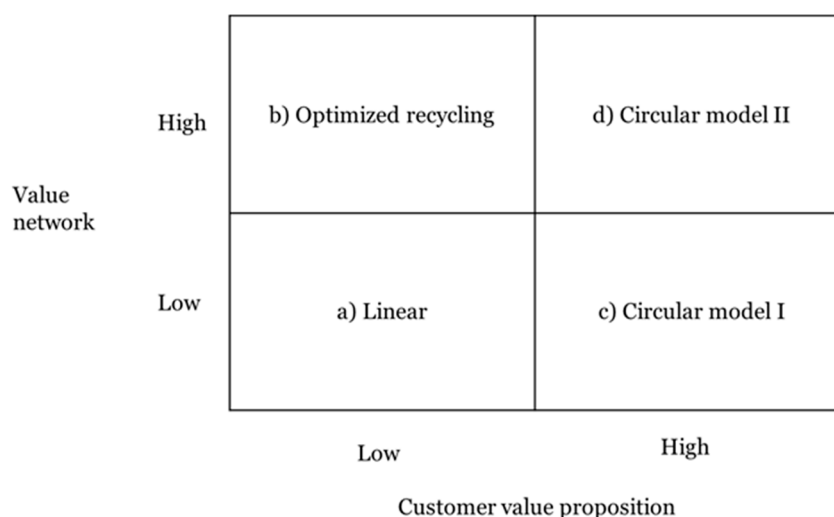 High
b) Optimized recycling
d) Circular model II
Value
network
Low
a) Linear
c) Circular model I
Low
High
Customer value proposition